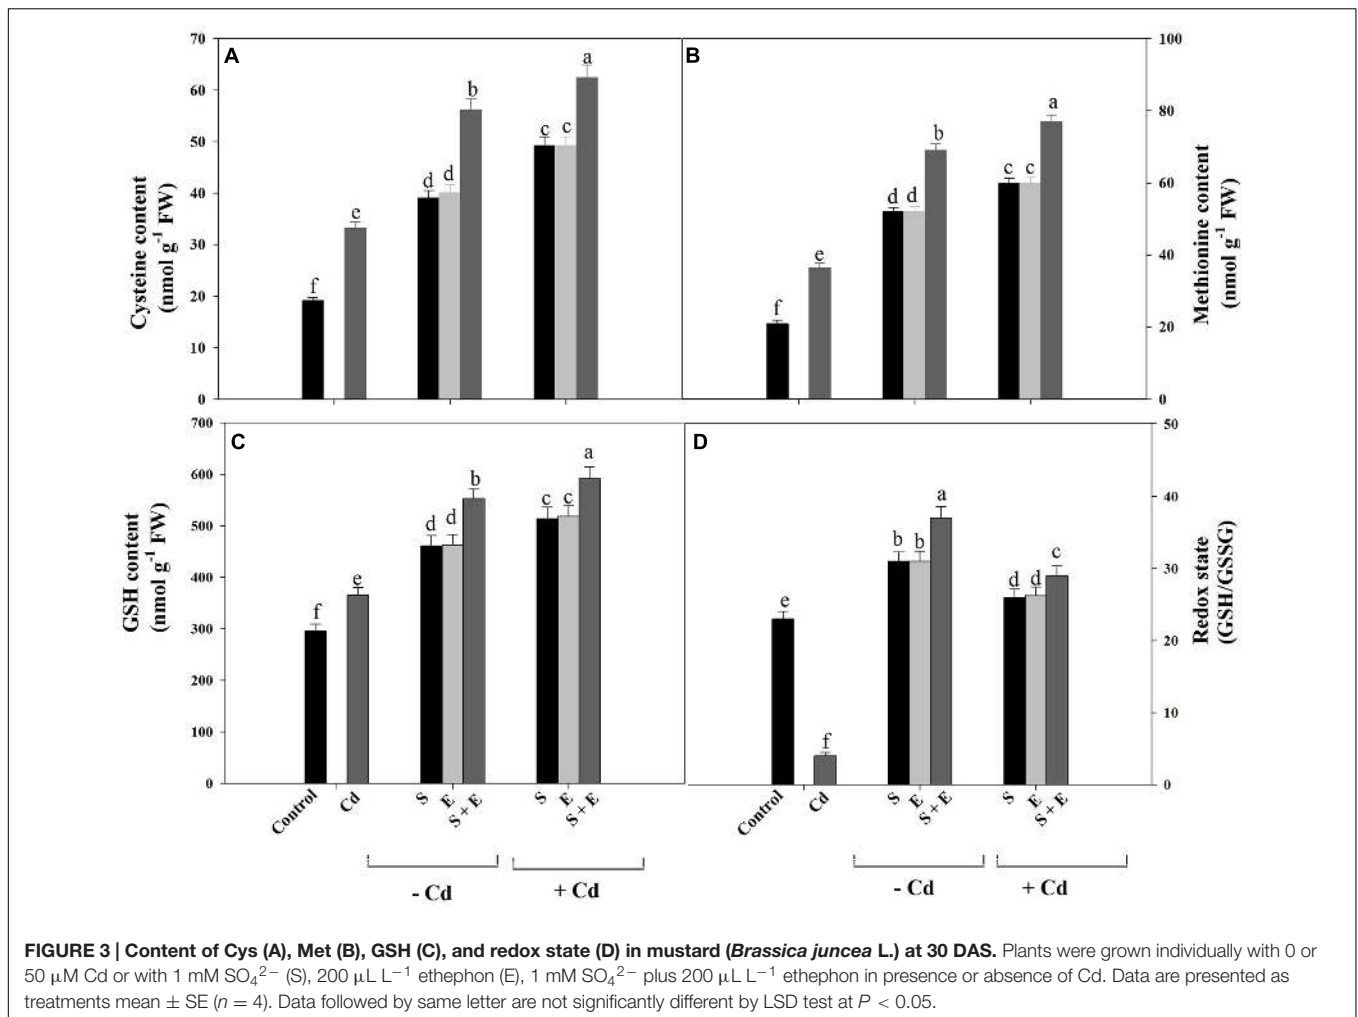 A
B
70
60
50
40
30
20
10
0
Cysteine content
(nmol g⁻¹ FW)
f
e
d
d
b
c
c
a
100
80
60
40
20
0
Methionine content
(nmol g⁻¹ FW)
f
e
d
d
b
c
c
a
C
D
700
600
500
400
300
200
100
0
GSH content
(nmol g⁻¹ FW)
f
e
d
d
b
c
c
a
50
40
30
20
10
0
Redox state
(GSH/GSSG)
e
f
b
b
a
d
d
c
Control
Cd
S
E
S + E
S
E
S + E
Control
Cd
S
E
S + E
S
E
S + E
- Cd
+ Cd
- Cd
+ Cd
FIGURE 3 | Content of Cys (A), Met (B), GSH (C), and redox state (D) in mustard (Brassica juncea L.) at 30 DAS. Plants were grown individually with 0 or
50 μM Cd or with 1 mM SO₄²⁻ (S), 200 μL L⁻¹ ethephon (E), 1 mM SO₄²⁻ plus 200 μL L⁻¹ ethephon in presence or absence of Cd. Data are presented as
treatments mean ± SE (n = 4). Data followed by same letter are not significantly different by LSD test at P < 0.05.